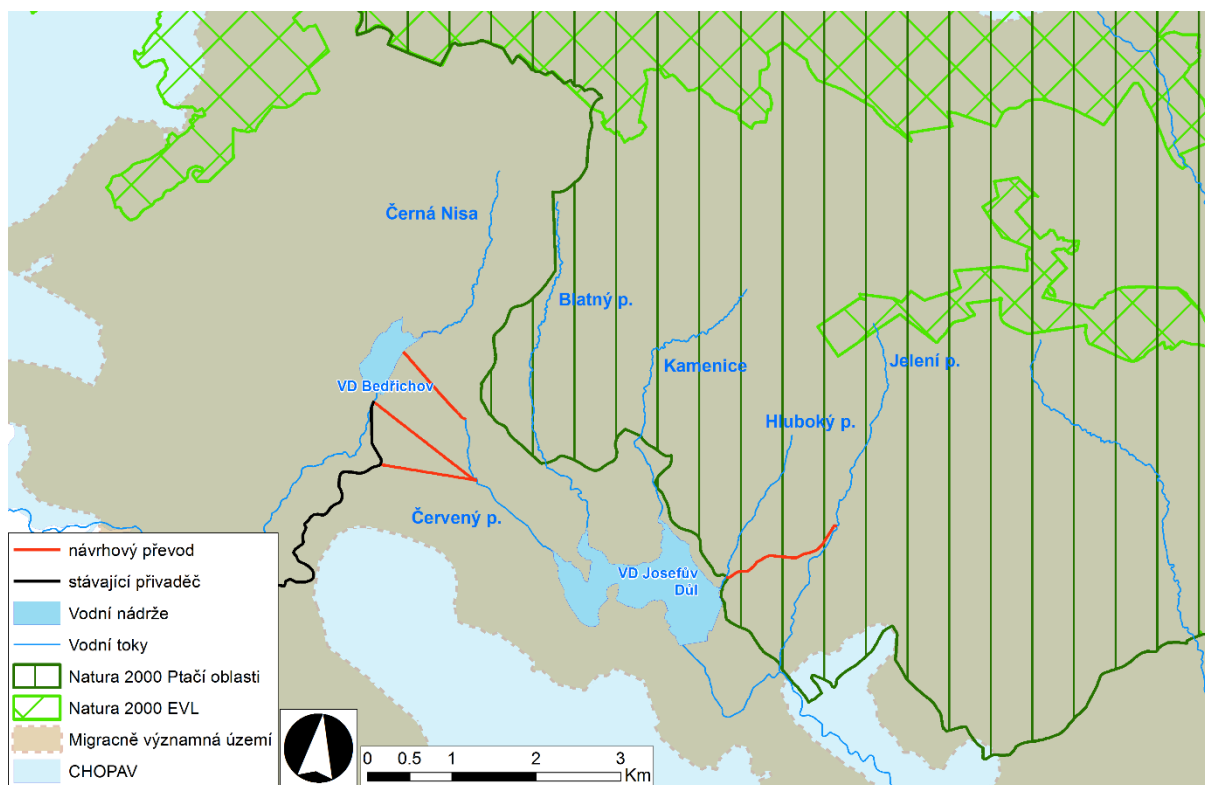 Černá Nisa
Blatný p.
Kamenice
Jelení p.
VD Bedřichov
Hluboký p.
Červený p.
VD Josefův
Důl
návrhový převod
stávající přivaděč
Vodní nádrže
Vodní toky
Natura 2000 Ptačí oblasti
Natura 2000 EVL
Migracně významná území
CHOPAV
0 0.5 1 2 3
Km